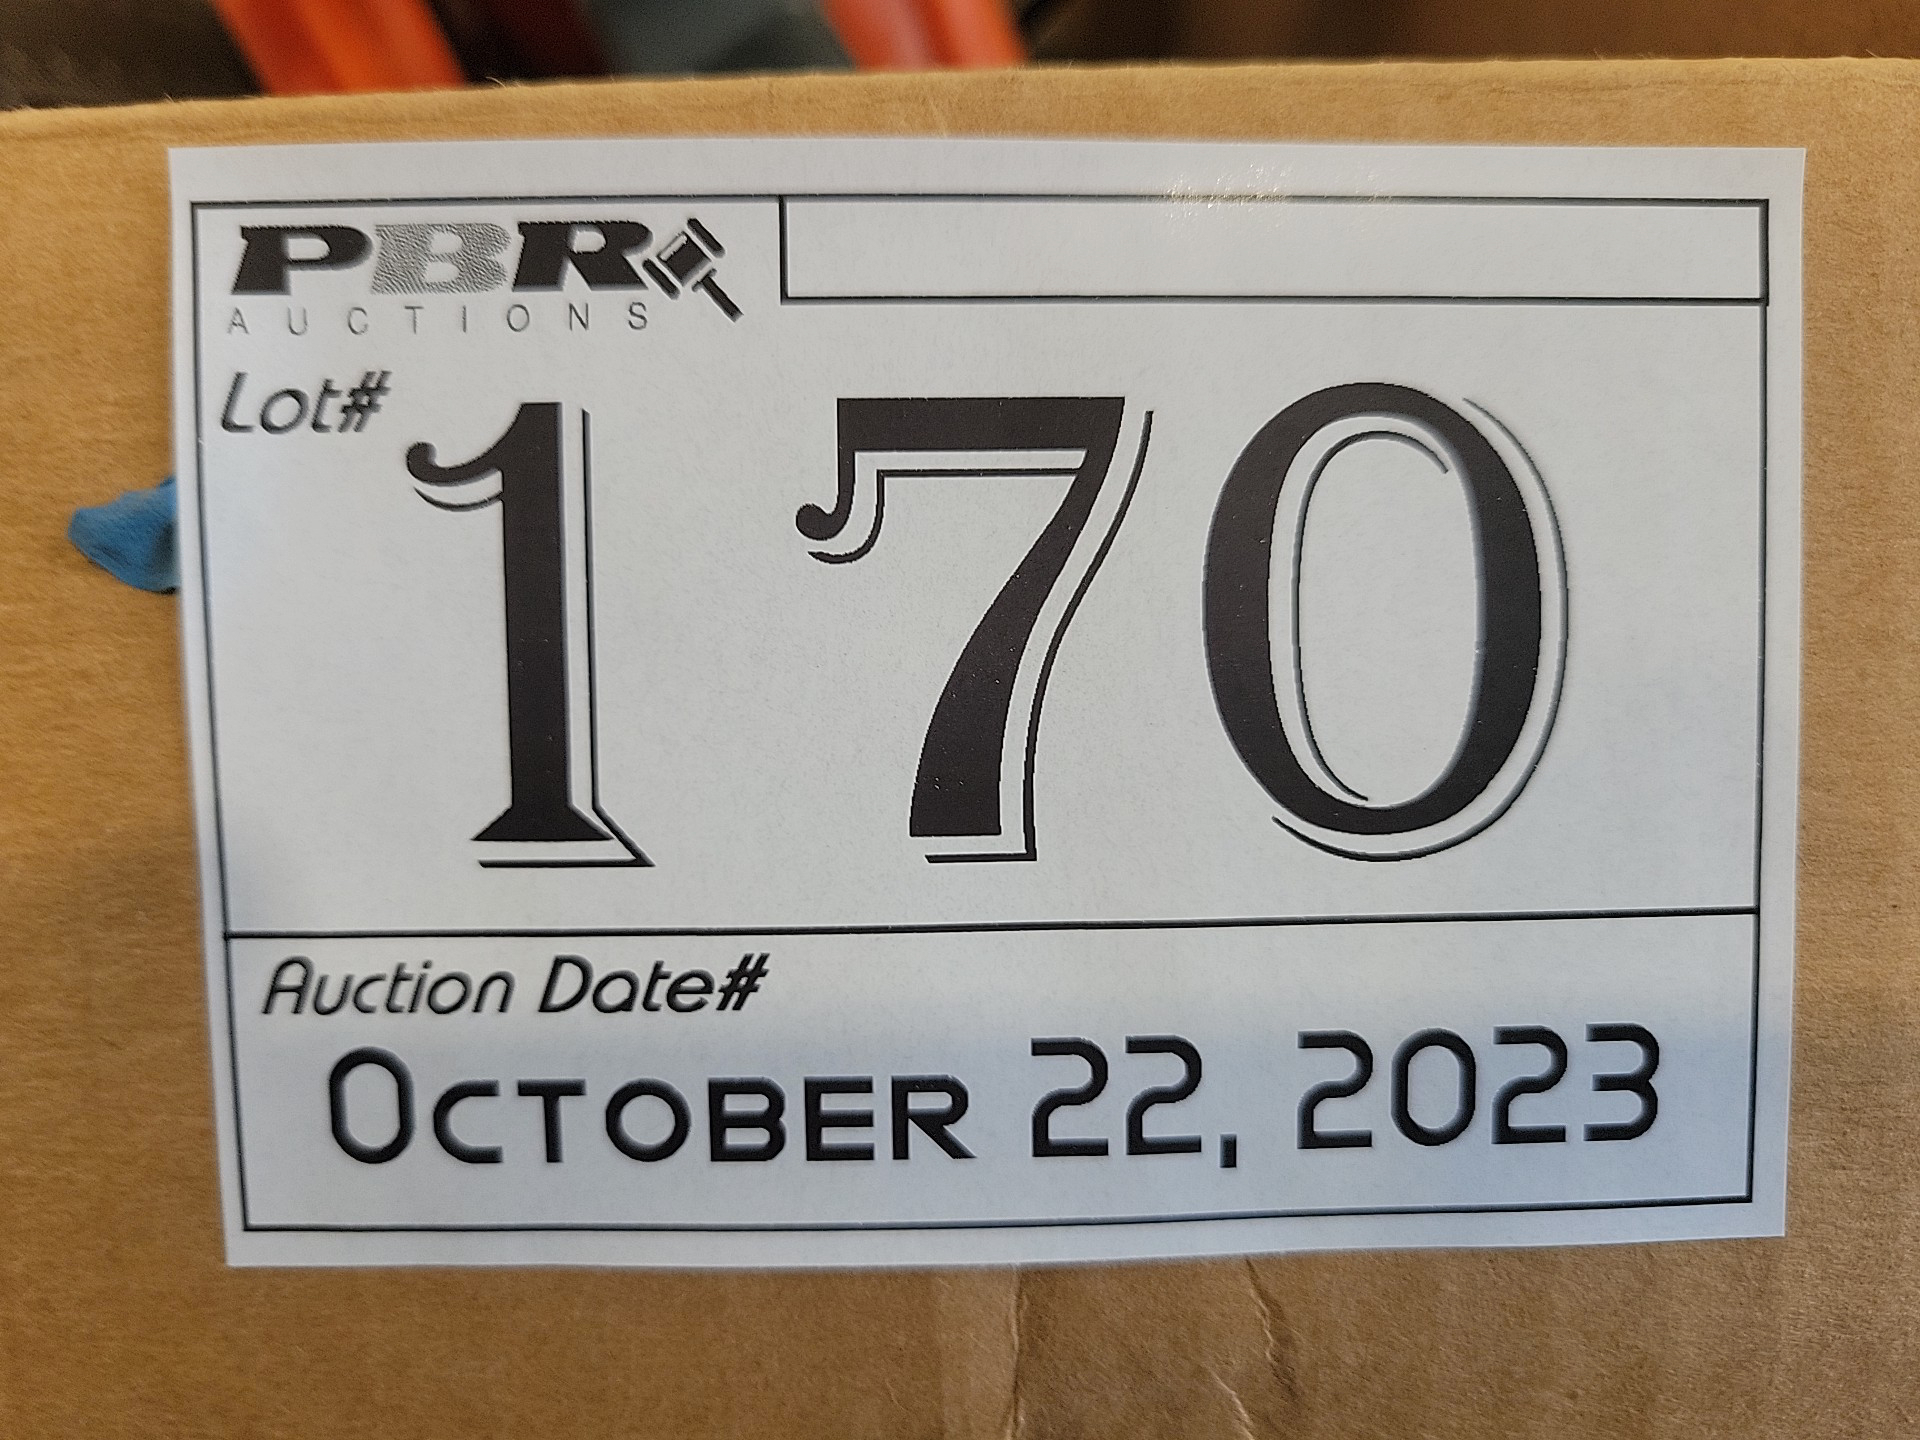 PBR
AUCTIONS
Lot#
170
Auction Date#
October 22, 2023